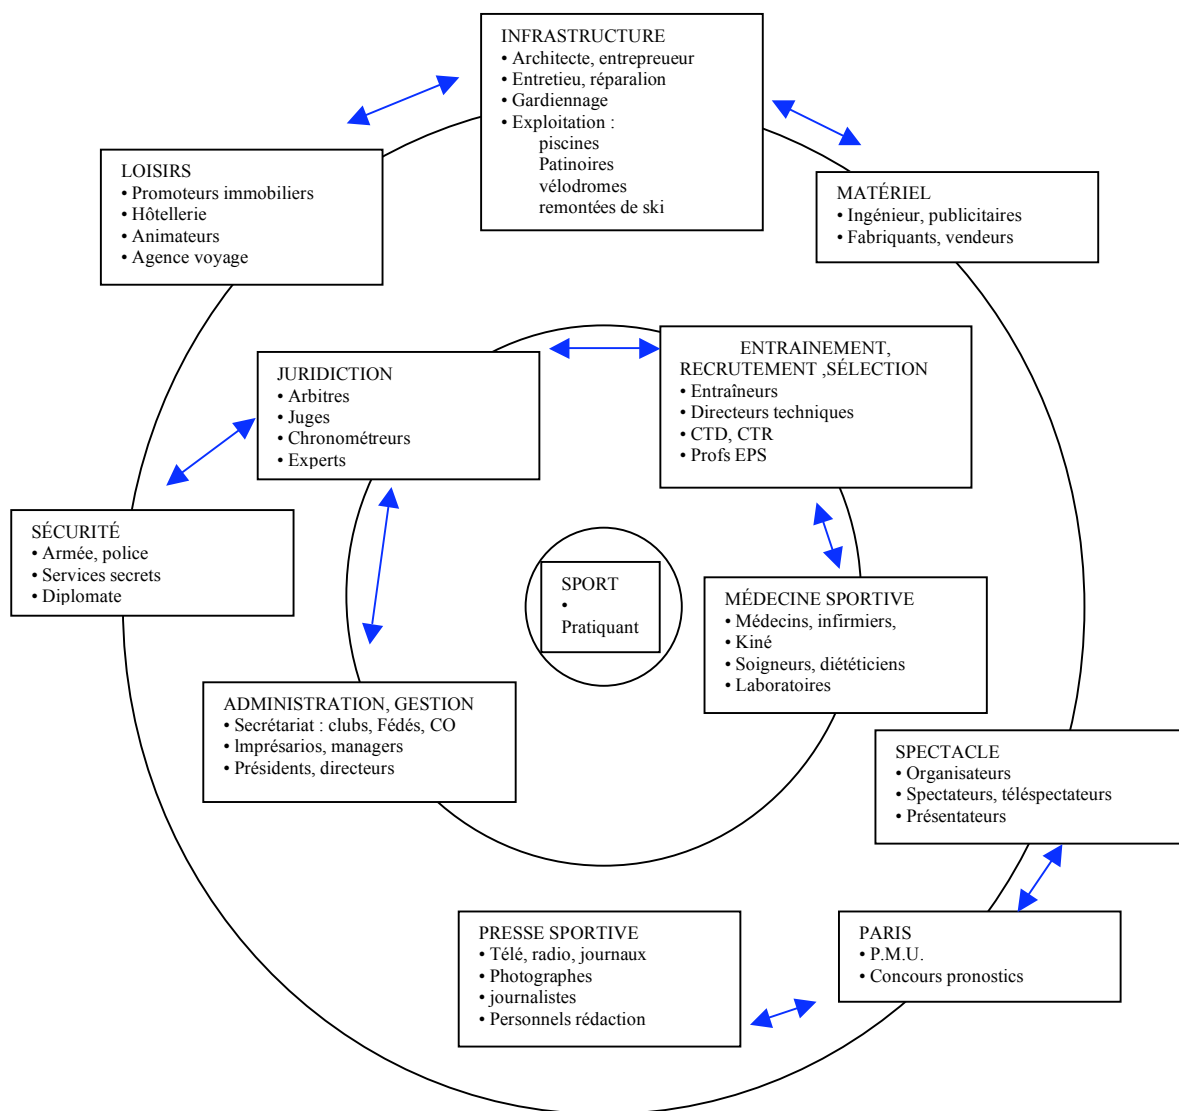 INFRASTRUCTURE
• Architecte, entrepreueur
• Entretieu, réparalion
• Gardiennage
• Exploitation :
piscines
Patinoires
vélodromes
remontées de ski
LOISIRS
• Promoteurs immobiliers
• Hôtellerie
• Animateurs
• Agence voyage
MATÉRIEL
• Ingénieur, publicitaires
• Fabriquants, vendeurs
JURIDICTION
• Arbitres
• Juges
• Chronométreurs
• Experts
ENTRAINEMENT,
RECRUTEMENT ,SÉLECTION
• Entraîneurs
• Directeurs techniques
• CTD, CTR
• Profs EPS
SÉCURITÉ
• Armée, police
• Services secrets
• Diplomate
SPORT
•
Pratiquant
MÉDECINE SPORTIVE
• Médecins, infirmiers,
• Kiné
• Soigneurs, diététiciens
• Laboratoires
ADMINISTRATION, GESTION
• Secrétariat : clubs, Fédés, CO
• lmprésarios, managers
• Présidents, directeurs
SPECTACLE
• Organisateurs
• Spectateurs, téléspectateurs
• Présentateurs
PRESSE SPORTIVE
• Télé, radio, journaux
• Photographes
• journalistes
• Personnels rédaction
PARIS
• P.M.U.
• Concours pronostics